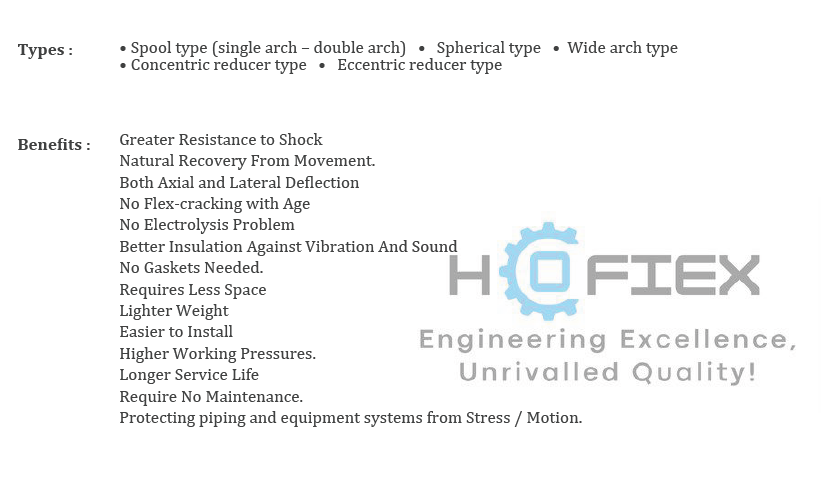 Types : • Spool type (single arch – double arch) • Spherical type • Wide arch type
• Concentric reducer type • Eccentric reducer type
Benefits : Greater Resistance to Shock
Natural Recovery From Movement.
Both Axial and Lateral Deflection
No Flex-cracking with Age
No Electrolysis Problem
Better Insulation Against Vibration And Sound
No Gaskets Needed.
Requires Less Space
Lighter Weight
Easier to Install
Higher Working Pressures.
Longer Service Life
Require No Maintenance.
Protecting piping and equipment systems from Stress / Motion.
HOFIEX
Engineering Excellence,
Unrivalled Quality!